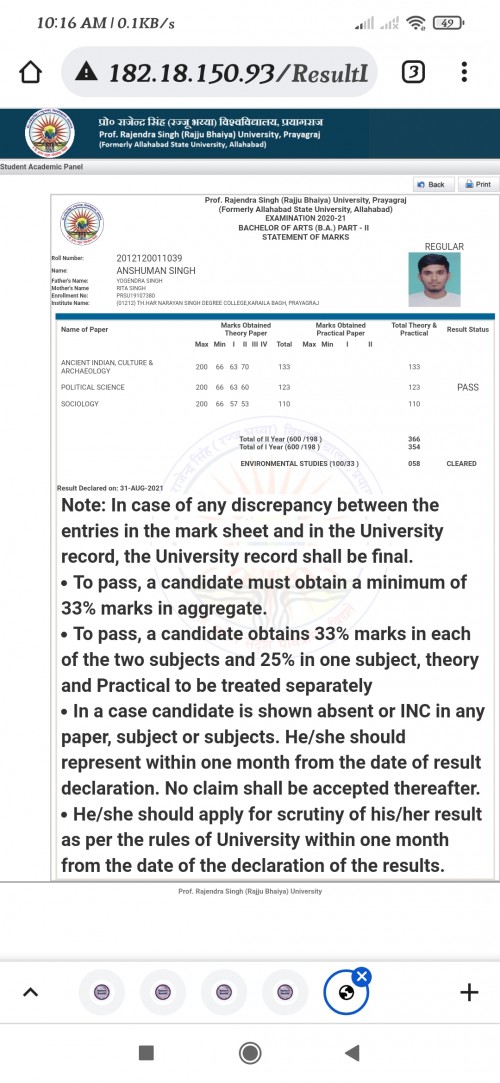 10:16 AM | 0.1KB/s
49
182.18.150.93/ResultI
3
प्रो० राजेन्द्र सिंह (रज्जू भय्या) विश्वविद्यालय, प्रयागराज
Prof. Rajendra Singh (Rajju Bhaiya) University, Prayagraj
(Formerly Allahabad State University, Allahabad)
Student Academic Panel
Back Print
Prof. Rajendra Singh (Rajju Bhaiya) University, Prayagraj
(Formerly Allahabad State University, Allahabad)
EXAMINATION 2020-21
BACHELOR OF ARTS (B.A.) PART - II
STATEMENT OF MARKS
REGULAR
Roll Number: 2012120011039
Name: ANSHUMAN SINGH
Father's Name: YOGENDRA SINGH
Mother's Name RITA SINGH
Enrollment No: PRSU19107380
Institute Name: (01212) TH.HAR NARAYAN SINGH DEGREE COLLEGE,KARAILA BAGH, PRAYAGRAJ
Name of Paper Marks Obtained Theory Paper Marks Obtained Practical Paper Total Theory & Practical Result Status
Max Min I II III IV Total Max Min I II
ANCIENT INDIAN, CULTURE & ARCHAEOLOGY 200 66 63 70 133 133
POLITICAL SCIENCE 200 66 63 60 123 123 PASS
SOCIOLOGY 200 66 57 53 110 110
Total of II Year (600 /198 ) 366
Total of I Year (600 /198 ) 354
ENVIRONMENTAL STUDIES (100/33 ) 058 CLEARED
Result Declared on: 31-AUG-2021
Note: In case of any discrepancy between the
entries in the mark sheet and in the University
record, the University record shall be final.
• To pass, a candidate must obtain a minimum of
33% marks in aggregate.
• To pass, a candidate obtains 33% marks in each
of the two subjects and 25% in one subject, theory
and Practical to be treated separately
• In a case candidate is shown absent or INC in any
paper, subject or subjects. He/she should
represent within one month from the date of result
declaration. No claim shall be accepted thereafter.
• He/she should apply for scrutiny of his/her result
as per the rules of University within one month
from the date of the declaration of the results.
Prof. Rajendra Singh (Rajju Bhaiya) University